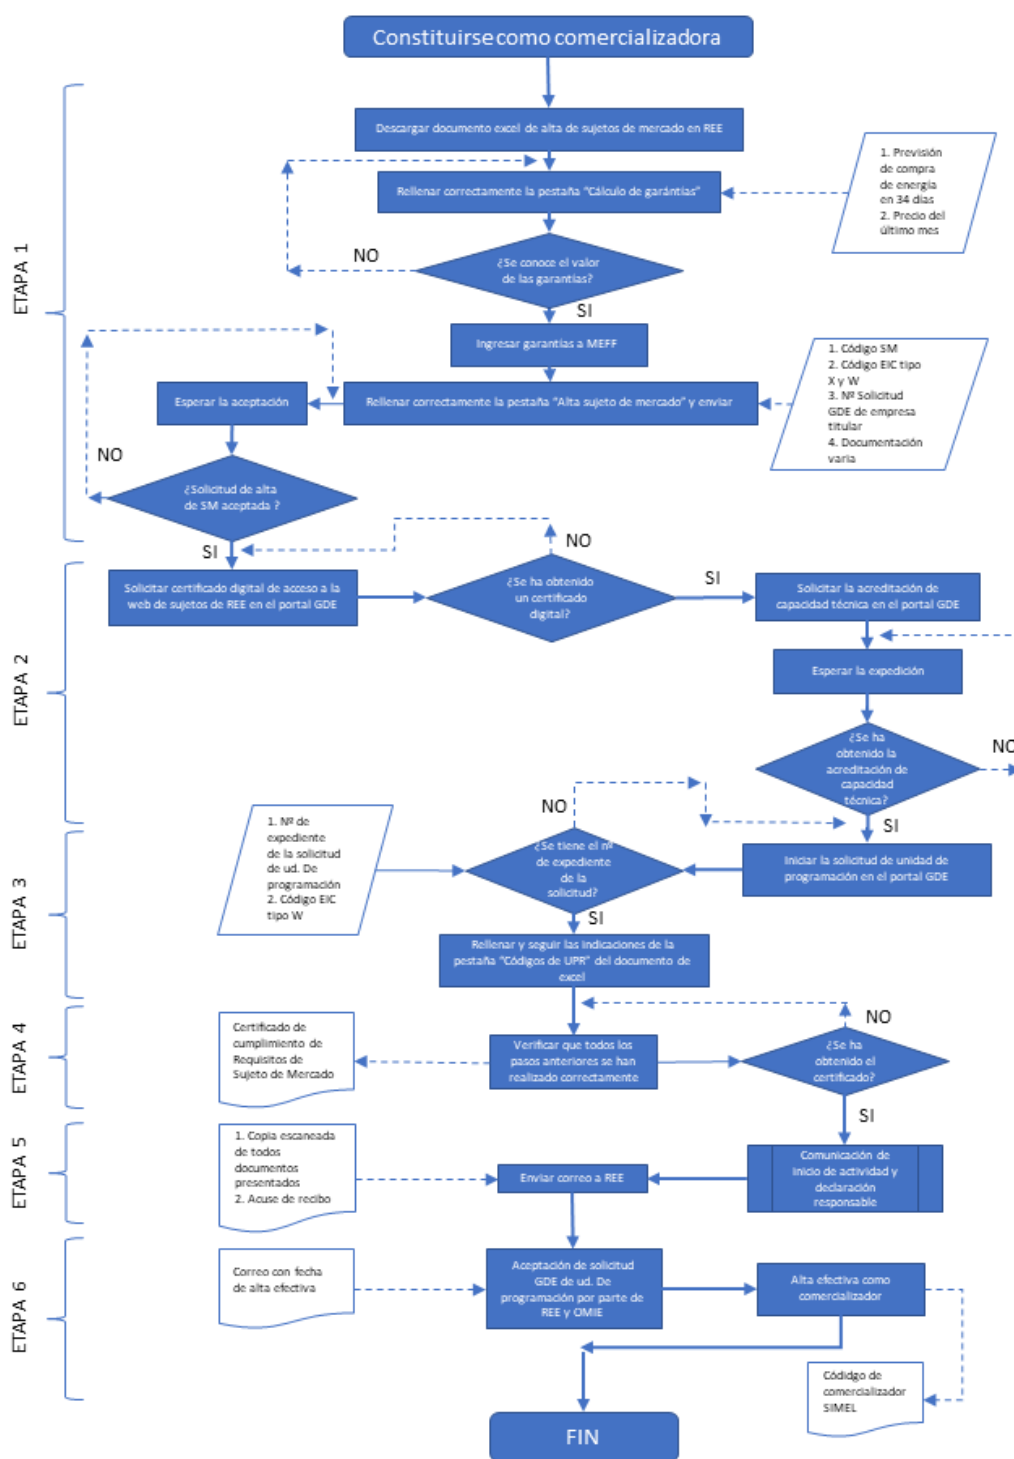 Constituirse como comercializadora
ETAPA 1
Descargar documento excel de alta de sujetos de mercado en REE
Rellenar correctamente la pestaña "Cálculo de garántías"
1. Previsión
de compra
de energía
en 34 días
2. Precio del
último mes
¿Se conoce el valor
de las garantías?
NO
SI
Ingresar garantías a MEFF
Rellenar correctamente la pestaña "Alta sujeto de mercado" y enviar
1. Código SM
2. Código EIC tipo
X y W
3. Nº Solicitud
GDE de empresa
titular
4. Documentación
varia
Esperar la aceptación
¿Solicitud de alta
de SM aceptada ?
NO
SI
ETAPA 2
Solicitar certificado digital de acceso a la
web de sujetos de REE en el portal GDE
¿Se ha obtenido
un certificado
digital?
NO
SI
Solicitar la acreditación de
capacidad técnica en el portal GDE
Esperar la expedición
¿Se ha
obtenido la
acreditación de
capacidad
técnica?
NO
SI
ETAPA 3
Iniciar la solicitud de unidad de
programación en el portal GDE
¿Se tiene el nº
de expediente
de la
solicitud?
NO
SI
1. Nº de
expediente
de la solicitud
de ud. De
programación
2. Código EIC
tipo W
Rellenar y seguir las indicaciones de la
pestaña "Códigos de UPR" del documento de
excel
ETAPA 4
Certificado de
cumplimiento de
Requisitos de
Sujeto de Mercado
Verificar que todos los
pasos anteriores se han
realizado correctamente
¿Se ha
obtenido el
certificado?
NO
SI
ETAPA 5
1. Copia escaneada
de todos
documentos
presentados
2. Acuse de recibo
Enviar correo a REE
Comunicación de
inicio de actividad y
declaración
responsable
ETAPA 6
Correo con fecha
de alta efectiva
Aceptación de solicitud
GDE de ud. De
programación por parte de
REE y OMIE
Alta efectiva como
comercializador
Códidgo de
comercializador
SIMEL
FIN